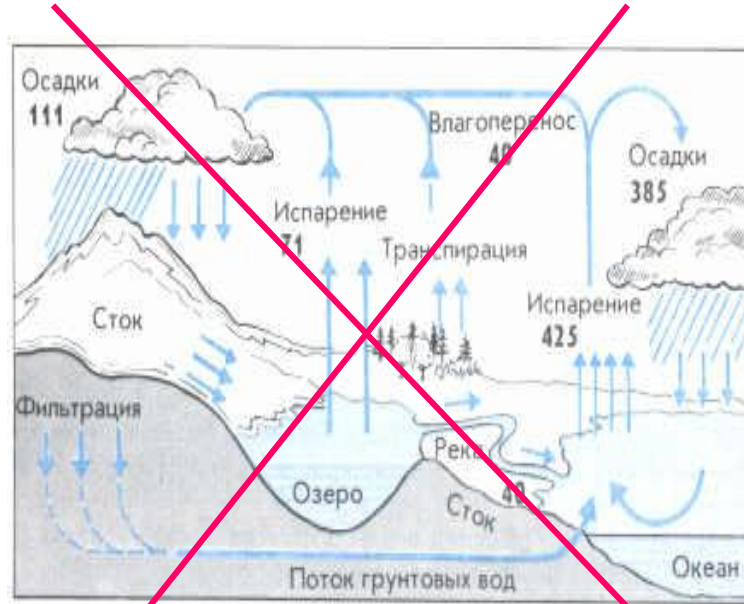 Осадки
111
Влагоперенос
40
Осадки
385
Испарение
71
Транспирация
Испарение
425
Сток
Фильтрация
Река
40
Озеро
Сток
Поток грунтовых вод
Океан